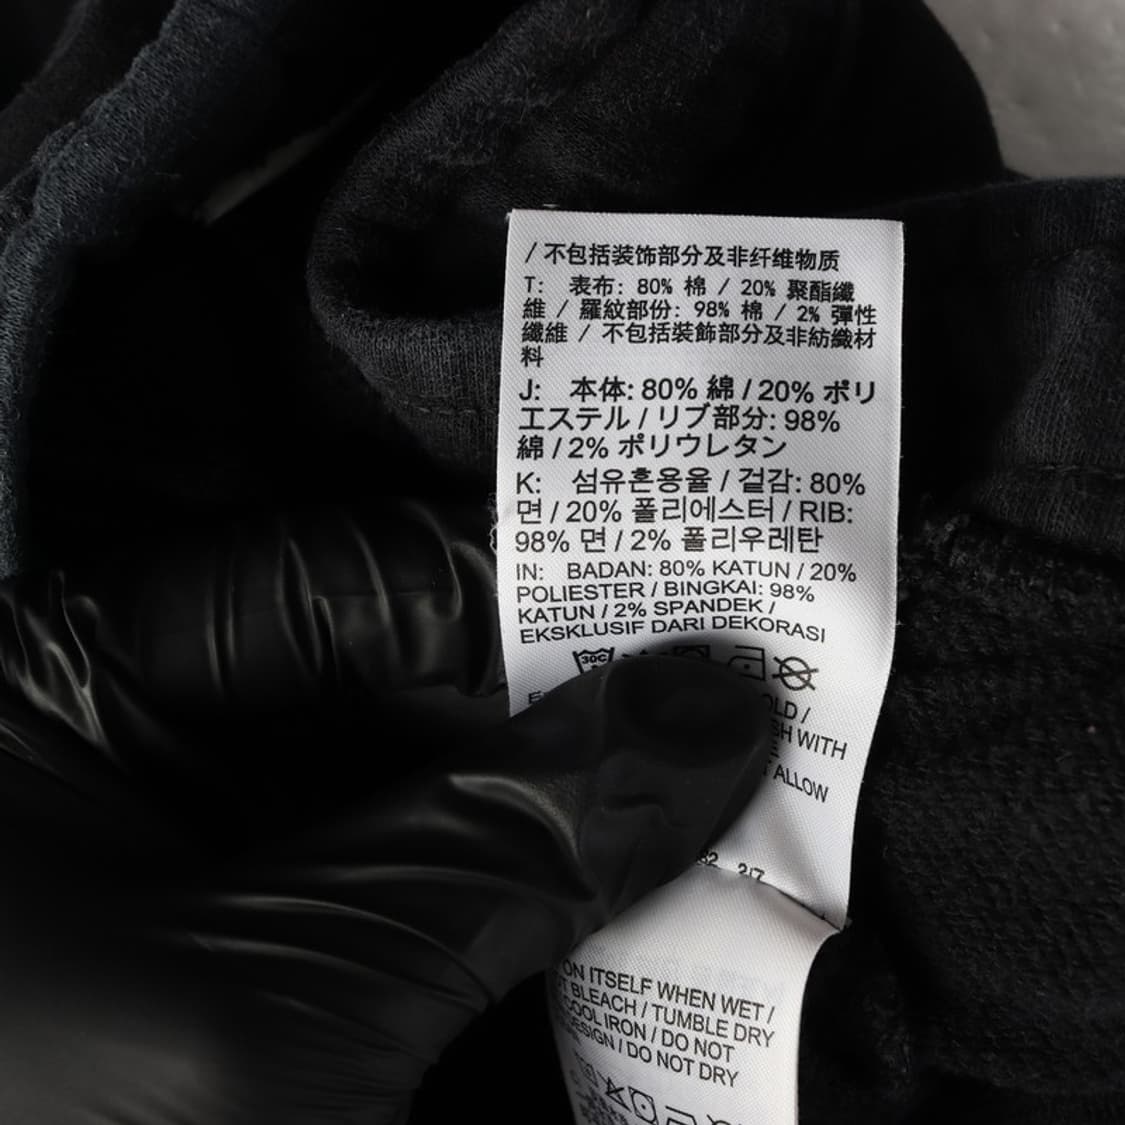 / 不包括装饰部分及非纤维物质
T: 表布: 80% 棉 / 20% 聚酯纖
維 / 羅紋部份: 98% 棉 / 2% 彈性
纖維 / 不包括裝飾部分及非紡織材
料
J: 本体: 80% 綿 / 20% ポリ
エステル / リブ部分: 98%
綿 / 2% ポリウレタン
K: 섬유혼용율 / 겉감: 80%
면 / 20% 폴리에스터 / RIB:
98% 면 / 2% 폴리우레탄
IN: BADAN: 80% KATUN / 20%
POLIESTER / BINGKAI: 98%
KATUN / 2% SPANDEK /
EKSKLUSIF DARI DEKORASI
30C
WITH
ALLOW
2/7
ON ITSELF WHEN WET /
BLEACH / TUMBLE DRY
COOL IRON / DO NOT
DESIGN / DO NOT DRY